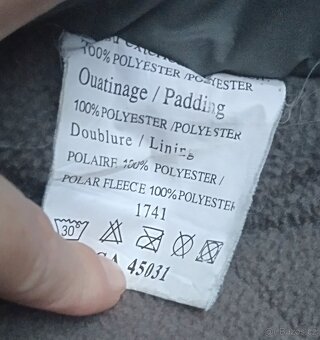 100% POLYESTER /POLYESTER
Ouatinage / Padding
100% POLYESTER /POLYESTER
Doublure / Lining
POLAIRE 100% POLYESTER /
POLAR FLEECE 100% POLYESTER
1741
30°
CA 45031